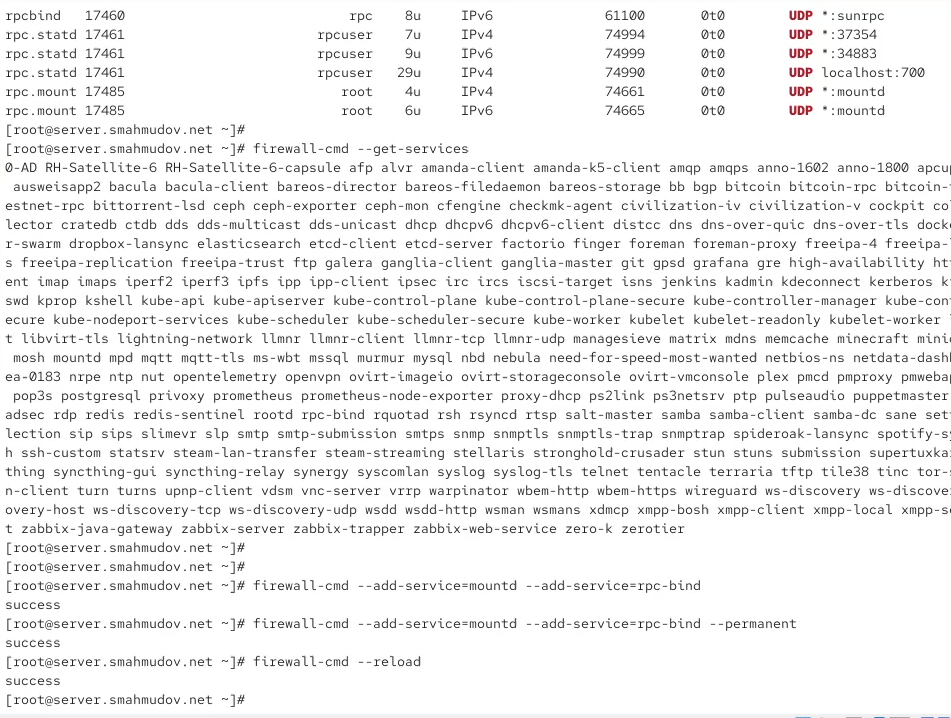 rpcbind 17460 rpc 8u IPv6 61100 0t0 UDP *:sunrpc
rpc.statd 17461 rpcuser 7u IPv4 74994 0t0 UDP *:37354
rpc.statd 17461 rpcuser 9u IPv6 74999 0t0 UDP *:34883
rpc.statd 17461 rpcuser 29u IPv4 74990 0t0 UDP localhost:700
rpc.mount 17485 root 4u IPv4 74661 0t0 UDP *:mountd
rpc.mount 17485 root 6u IPv6 74665 0t0 UDP *:mountd
[root@server.smahmudov.net ~]#
[root@server.smahmudov.net ~]# firewall-cmd --get-services
0-AD RH-Satellite-6 RH-Satellite-6-capsule afp alvr amanda-client amanda-k5-client amqp amqps anno-1602 anno-1800 apcup
ausweisapp2 bacula bacula-client bareos-director bareos-filedaemon bareos-storage bb bgp bitcoin bitcoin-rpc bitcoin-
estnet-rpc bittorrent-lsd ceph ceph-exporter ceph-mon cfengine checkmk-agent civilization-iv civilization-v cockpit col
lector cratedb ctdb dds dds-multicast dds-unicast dhcp dhcpv6 dhcpv6-client distcc dns dns-over-quic dns-over-tls docke
r-swarm dropbox-lansync elasticsearch etcd-client etcd-server factorio finger foreman foreman-proxy freeipa-4 freeipa-
s freeipa-replication freeipa-trust ftp galera ganglia-client ganglia-master git gpsd grafana gre high-availability htt
ent imap imaps iperf2 iperf3 ipfs ipp ipp-client ipsec irc ircs iscsi-target isns jenkins kadmin kdeconnect kerberos k
swd kprop kshell kube-api kube-apiserver kube-control-plane kube-control-plane-secure kube-controller-manager kube-con
ecure kube-nodeport-services kube-scheduler kube-scheduler-secure kube-worker kubelet kubelet-readonly kubelet-worker
t libvirt-tls lightning-network llmnr llmnr-client llmnr-tcp llmnr-udp managesieve matrix mdns memcache minecraft mini
mosh mountd mpd mqtt mqtt-tls ms-wbt mssql murmur mysql nbd nebula need-for-speed-most-wanted netbios-ns netdata-dash
ea-0183 nrpe ntp nut opentelemetry openvpn ovirt-imageio ovirt-storageconsole ovirt-vmconsole plex pmcd pmproxy pmwebap
pop3s postgresql privoxy prometheus prometheus-node-exporter proxy-dhcp ps2link ps3netsrv ptp pulseaudio puppetmaster
adsec rdp redis redis-sentinel rootd rpc-bind rquotad rsh rsyncd rtsp salt-master samba samba-client samba-dc sane set
lection sip sips slimevr slp smtp smtp-submission smtps snmp snmptls snmptls-trap snmptrap spideroak-lansync spotify-sy
h ssh-custom statsrv steam-lan-transfer steam-streaming stellaris stronghold-crusader stun stuns submission supertuxka
thing syncthing-gui syncthing-relay synergy syscomlan syslog syslog-tls telnet tentacle terraria tftp tile38 tinc tor-s
n-client turn turns upnp-client vdsm vnc-server vrrp warpinator wbem-http wbem-https wireguard ws-discovery ws-discove
overy-host ws-discovery-tcp ws-discovery-udp wsdd wsdd-http wsman wsmans xdmcp xmpp-bosh xmpp-client xmpp-local xmpp-se
t zabbix-java-gateway zabbix-server zabbix-trapper zabbix-web-service zero-k zerotier
[root@server.smahmudov.net ~]#
[root@server.smahmudov.net ~]#
[root@server.smahmudov.net ~]# firewall-cmd --add-service=mountd --add-service=rpc-bind
success
[root@server.smahmudov.net ~]# firewall-cmd --add-service=mountd --add-service=rpc-bind --permanent
success
[root@server.smahmudov.net ~]# firewall-cmd --reload
success
[root@server.smahmudov.net ~]#